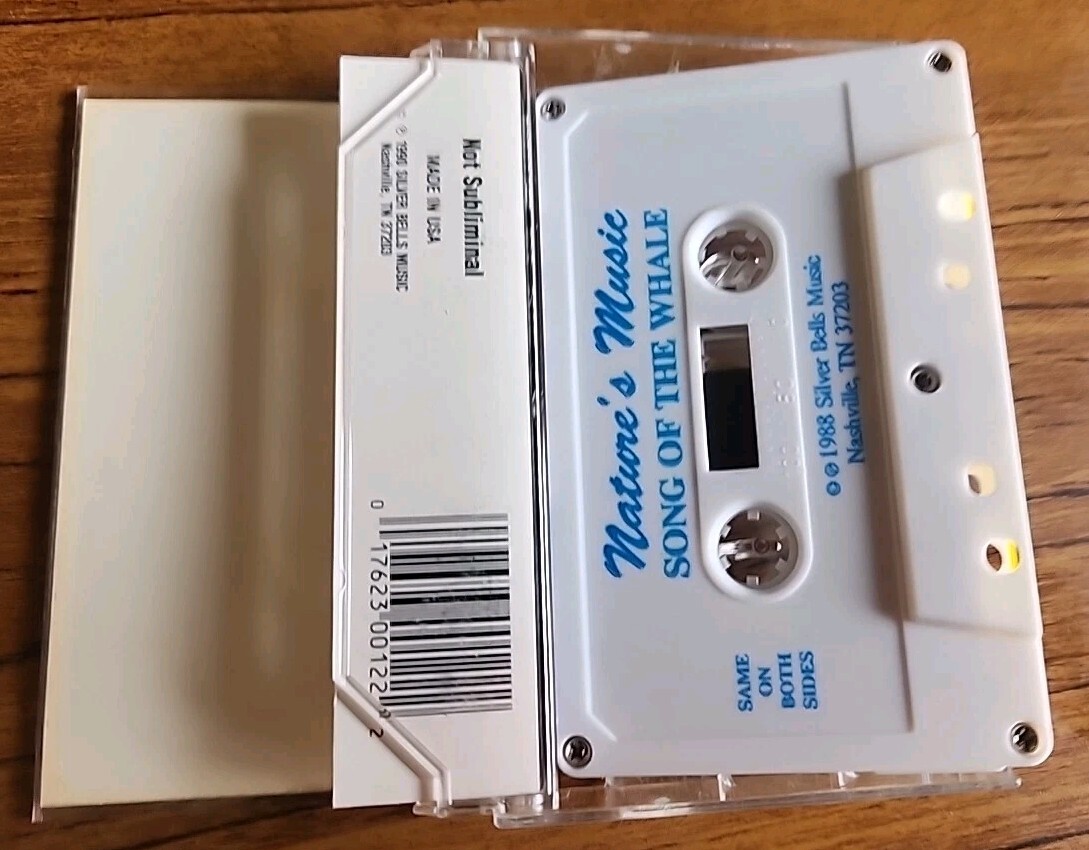 Not Subliminal
MADE IN USA
℗ 1990 SILVER BELLS MUSIC
Nashville, TN 37203
0 17623 00122 2
Nature's Music
SONG OF THE WHALE
© ℗ 1988 Silver Bells Music
Nashville, TN 37203
SAME
ON
BOTH
SIDES